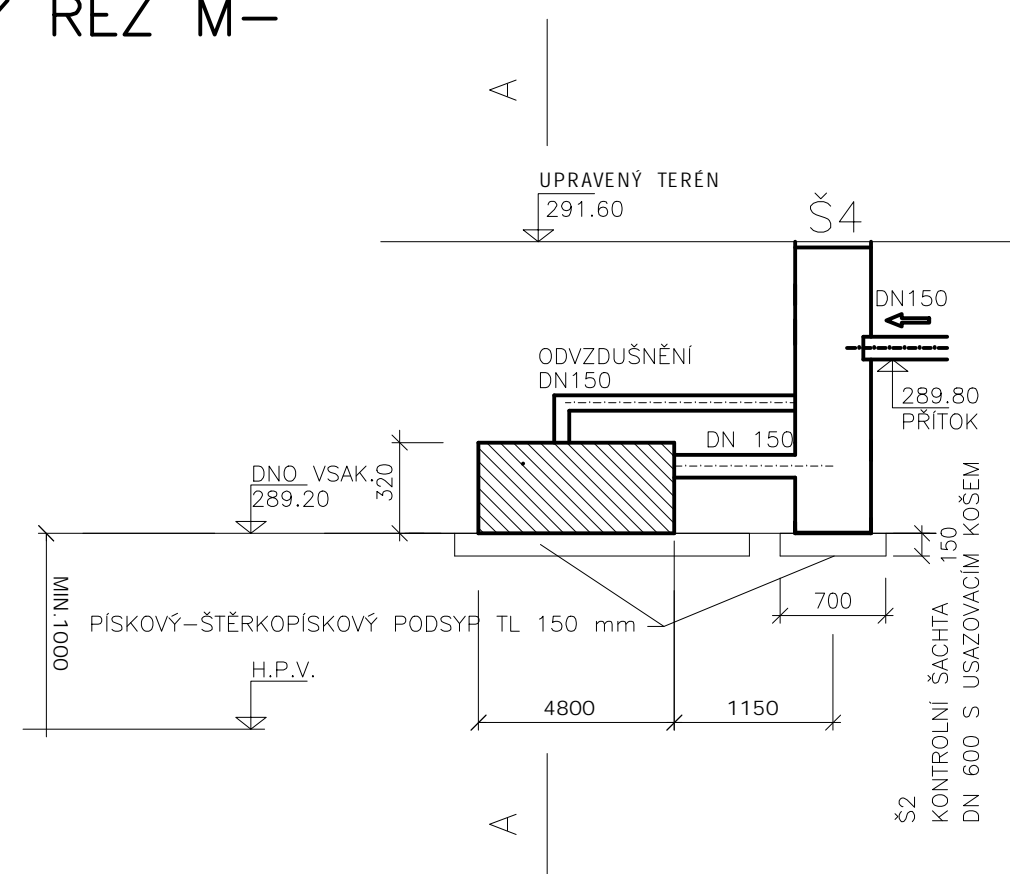 ŘEZ M–
A
UPRAVENÝ TERÉN
291.60
Š4
DN150
ODVZDUŠNĚNÍ
DN150
289.80
PŘÍTOK
DN 150
DNO VSAK.
289.20
320
150
MIN.1000
700
PÍSKOVÝ–ŠTĚRKOPÍSKOVÝ PODSYP TL 150 mm
H.P.V.
4800
1150
Š2
KONTROLNÍ ŠACHTA
DN 600 S USAZOVACÍM KOŠEM
A